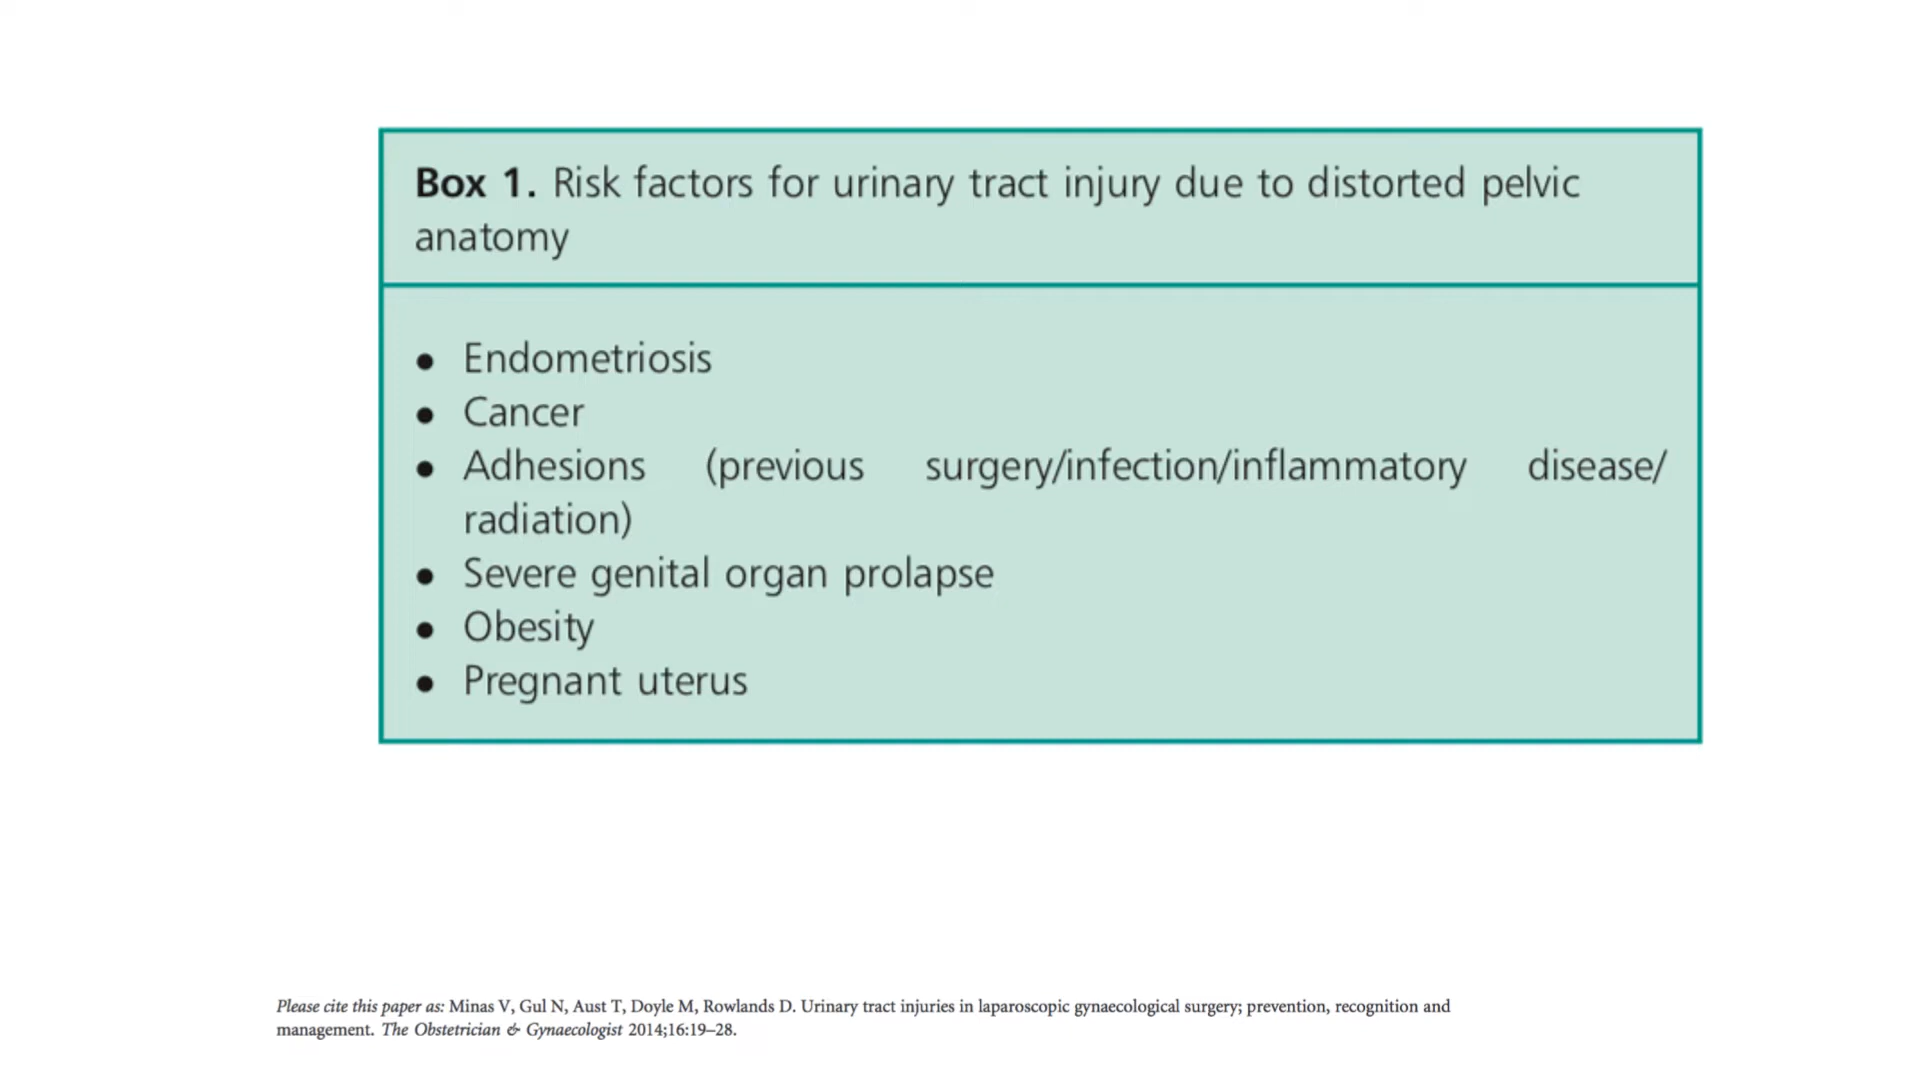 Box 1. Risk factors for urinary tract injury due to distorted pelvic
anatomy
● Endometriosis
● Cancer
● Adhesions (previous surgery/infection/inflammatory disease/
radiation)
● Severe genital organ prolapse
● Obesity
● Pregnant uterus
Please cite this paper as: Minas V, Gul N, Aust T, Doyle M, Rowlands D. Urinary tract injuries in laparoscopic gynaecological surgery; prevention, recognition and
management. The Obstetrician & Gynaecologist 2014;16:19–28.